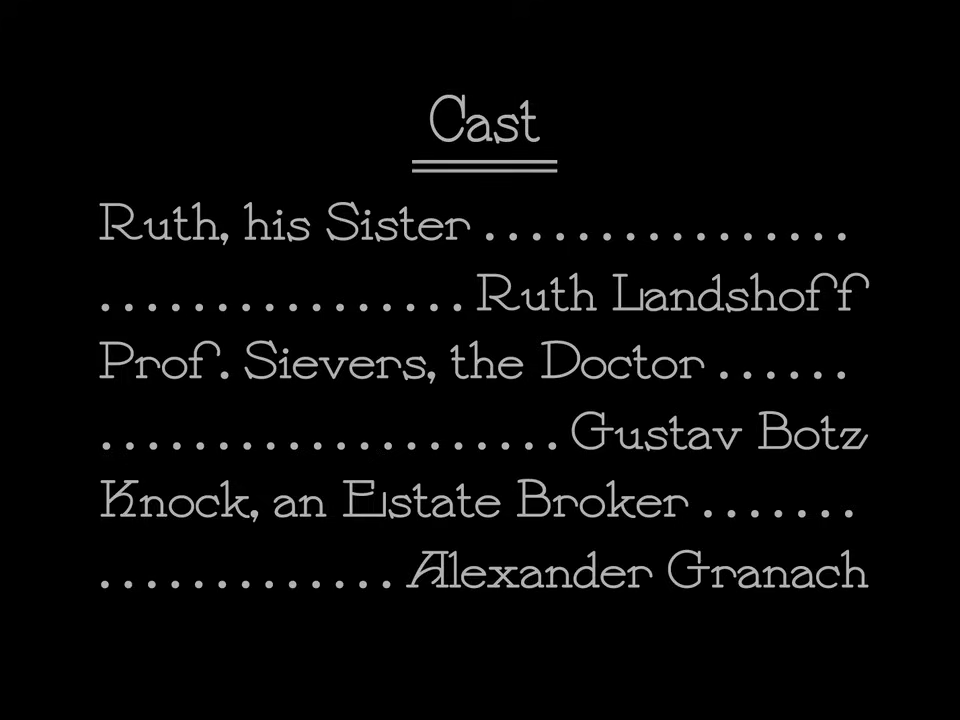 Cast
Ruth, his Sister . . . . . . . . . . . . . . . .
. . . . . . . . . . . . . . . . Ruth Landshoff
Prof. Sievers, the Doctor . . . . . .
. . . . . . . . . . . . . . . . . . . . Gustav Botz
Knock, an Estate Broker . . . . . . .
. . . . . . . . . . . . . Alexander Granach